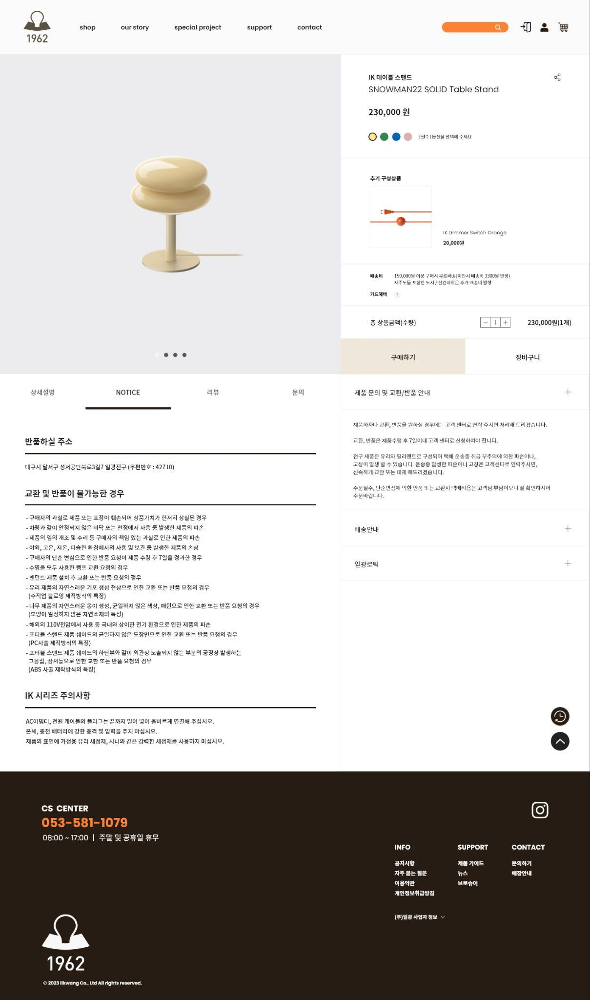 1962
shop
our story
special project
support
contact
IK 테이블 스탠드
SNOWMAN22 SOLID Table Stand
230,000 원
[필수] 옵션을 선택해 주세요
추가 구성상품
IK Dimmer Switch Orange
20,000원
배송비
150,000원 이상 구매시 무료배송(미만시 배송비 3300원 발생)
제주도를 포함한 도서 / 산간지역은 추가 배송비 발생
카드혜택
?
총 상품금액(수량)
1
230,000원(1개)
구매하기
장바구니
상세설명
NOTICE
리뷰
문의
반품하실 주소
대구시 달서구 성서공단북로3길7 일광전구 (우편번호 : 42710)
교환 및 반품이 불가능한 경우
- 구매자의 과실로 제품 또는 포장이 훼손되어 상품가치가 현저히 상실된 경우
- 차량과 같이 안정되지 않은 바닥 또는 천정에서 사용 중 발생한 제품의 파손
- 제품의 임의 개조 및 수리 등 구매자의 책임 있는 과실로 인한 제품의 파손
- 야외, 고온, 저온, 다습한 환경에서의 사용 및 보관 중 발생한 제품의 손상
- 구매자의 단순 변심으로 인한 반품 요청이 제품 수령 후 7일을 경과한 경우
- 수명을 모두 사용한 램프 교환 요청의 경우
- 펜던트 제품 설치 후 교환 또는 반품 요청의 경우
- 유리 제품의 자연스러운 기포 생성 현상으로 인한 교환 또는 반품 요청의 경우
(수작업 블로잉 제작방식의 특징)
- 나무 제품의 자연스러운 옹이 생성, 균일하지 않은 색상, 패턴으로 인한 교환 또는 반품 요청의 경우
(모양이 일정하지 않은 자연소재의 특징)
- 해외의 110V전압에서 사용 등 국내와 상이한 전기 환경으로 인한 제품의 파손
- 포터블 스탠드 제품 쉐이드의 균일하지 않은 도장면으로 인한 교환 또는 반품 요청의 경우
(PC사출 제작방식의 특징)
- 포터블 스탠드 제품 쉐이드의 하단부와 같이 외관상 노출되지 않는 부분의 공정상 발생하는
그을림, 상처등으로 인한 교환 또는 반품 요청의 경우
(ABS 사출 제작방식의 특징)
IK 시리즈 주의사항
AC어댑터, 전원 케이블의 플러그는 끝까지 밀어 넣어 올바르게 연결해 주십시오.
본체, 충전 배터리에 강한 충격 및 압력을 주지 마십시오.
제품의 표면에 가정용 유리 세정제, 시너와 같은 강력한 세정제를 사용하지 마십시오.
제품 문의 및 교환/반품 안내
제품하자나 교환, 반품을 원하실 경우에는 고객 센터로 연락 주시면 처리해 드리겠습니다.
교환, 반품은 제품수령 후 7일이내 고객 센터로 신청하여야 합니다.
전구 제품은 유리와 필라멘트로 구성되어 택배 운송중 취급 부주의에 의한 파손이나,
고장이 발생 할 수 있습니다. 운송중 발생한 파손이나 고장은 고객센터로 연락주시면,
신속하게 교환 또는 대체 해드리겠습니다.
주문실수, 단순변심에 의한 반품 또는 교환시 택배비용은 고객님 부담이오니 잘 확인하시어
주문바랍니다.
배송안내
일광로틱
CS CENTER
053-581-1079
08:00 ~ 17:00 | 주말 및 공휴일 휴무
INFO
공지사항
자주 묻는 질문
이용약관
개인정보취급방침
SUPPORT
제품 가이드
뉴스
브로슈어
CONTACT
문의하기
매장안내
(주)일광 사업자 정보
1962
© 2023 Ilkwang Co., Ltd All rights reserved.